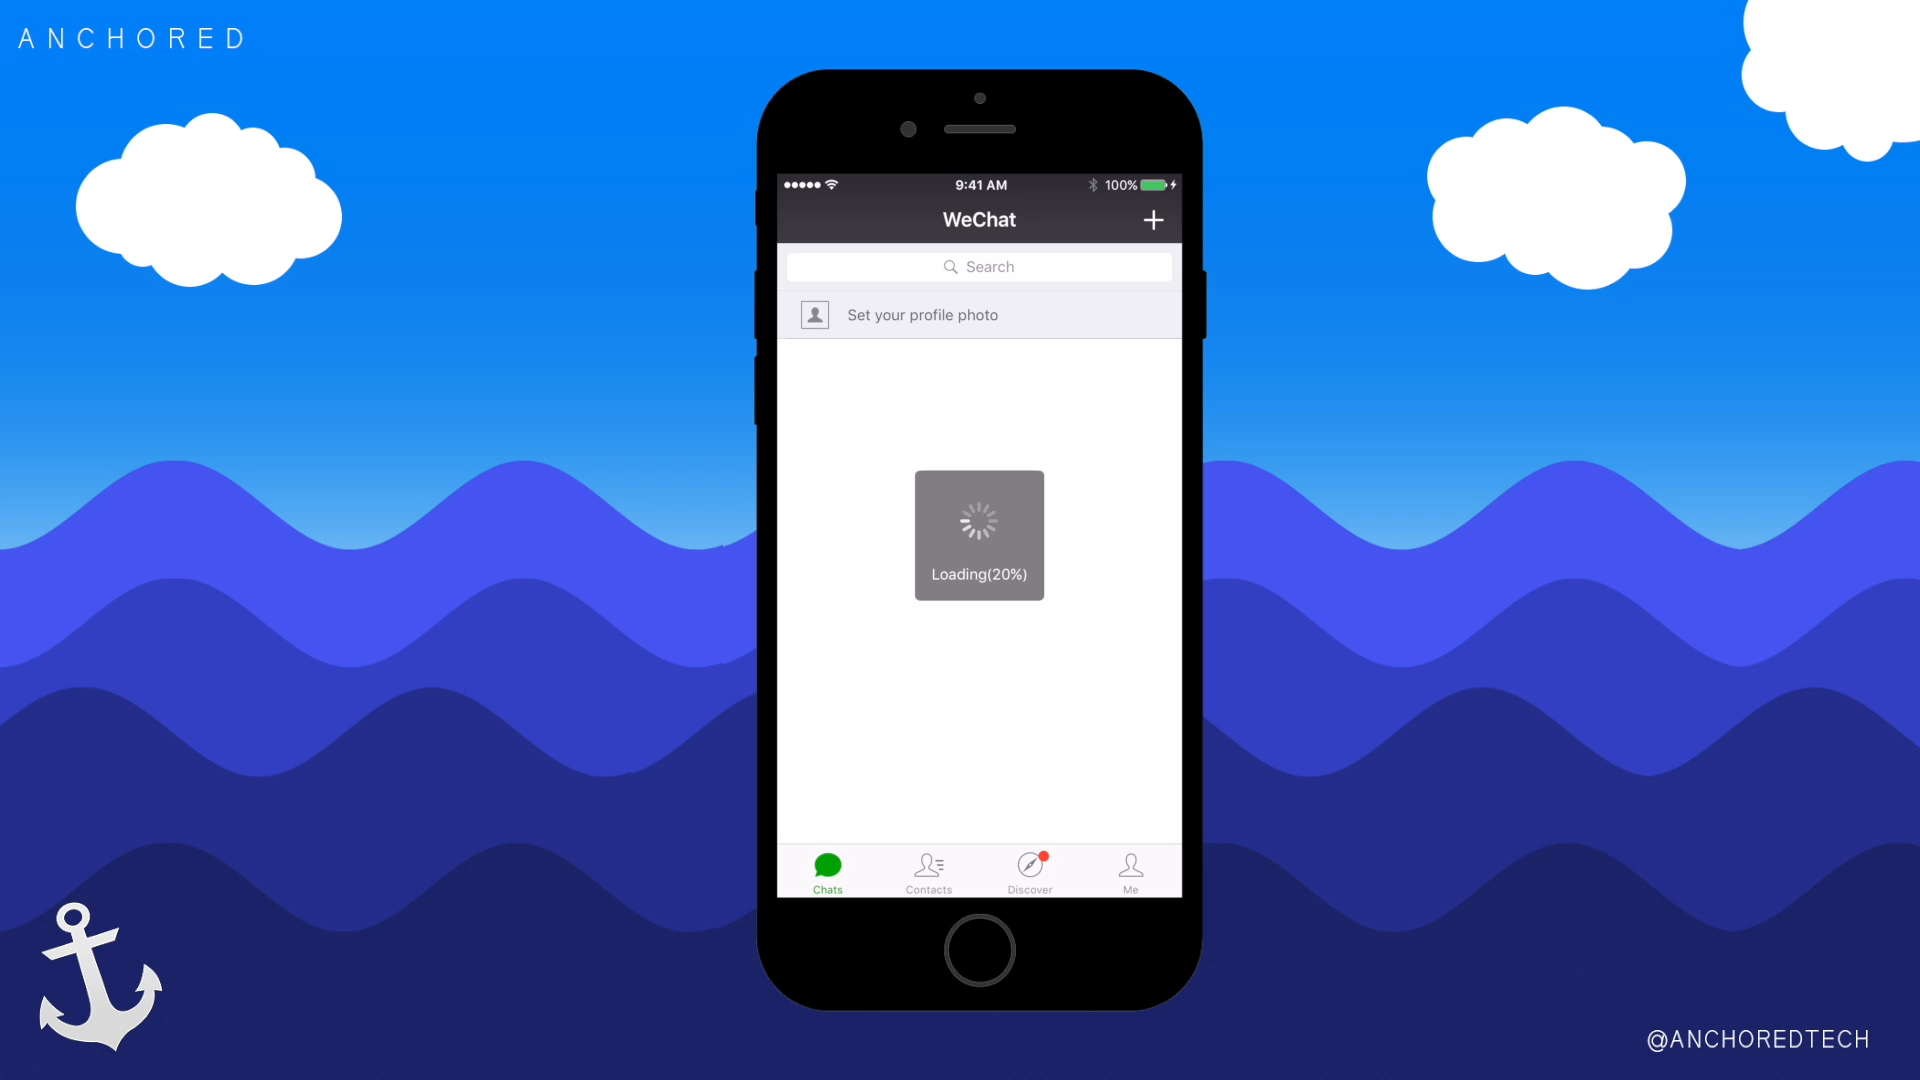 ANCHORED
9:41 AM
100%
WeChat
Search
Set your profile photo
Loading(20%)
Chats
Contacts
Discover
Me
@ANCHOREDTECH